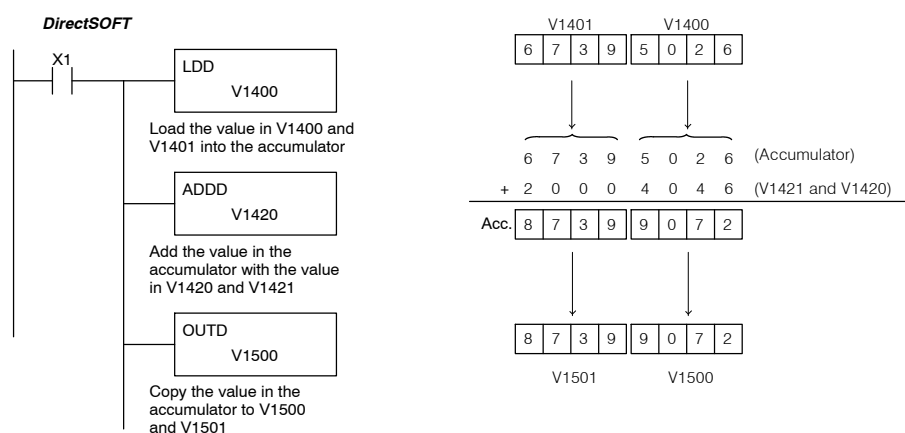 DirectSOFT
X1
LDD
V1400
Load the value in V1400 and
V1401 into the accumulator
ADDD
V1420
Add the value in the
accumulator with the value
in V1420 and V1421
OUTD
V1500
Copy the value in the
accumulator to V1500
and V1501
V1401 V1400
6 7 3 9 5 0 2 6
6 7 3 9 5 0 2 6 (Accumulator)
+ 2 0 0 0 4 0 4 6 (V1421 and V1420)
Acc. 8 7 3 9 9 0 7 2
8 7 3 9 9 0 7 2
V1501 V1500